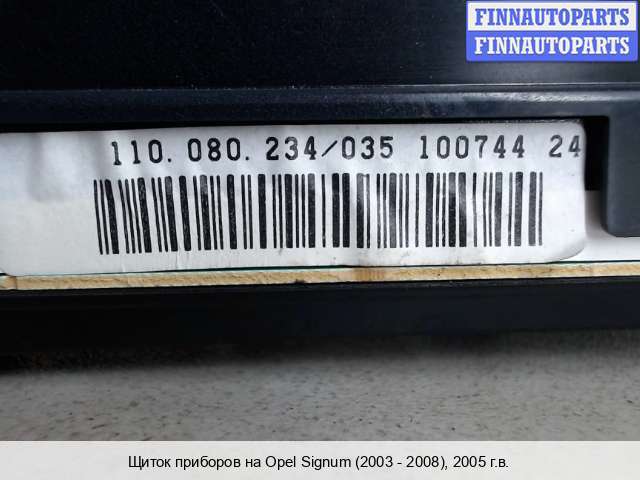 FINNAUTOPARTS
FINNAUTOPARTS
110.080.234/035 100744 24
Щиток приборов на Opel Signum (2003 - 2008), 2005 г.в.